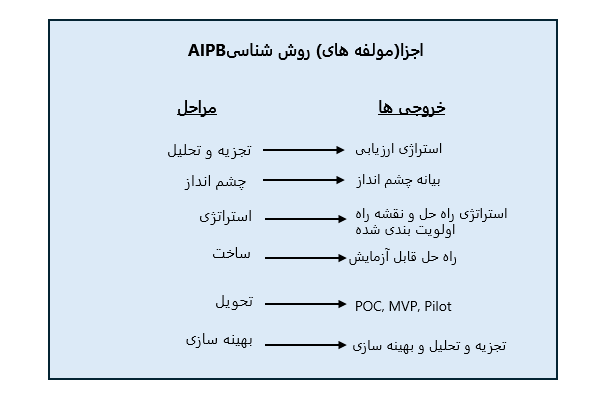 اجزا(مولفه های) روش شناسیAIPB
مراحل
خروجی ها
تجزیه و تحلیل
استراژی ارزیابی
چشم انداز
بیانه چشم انداز
استراتژی
استراتژی راه حل و نقشه راه
اولویت بندی شده
ساخت
راه حل قابل آزمایش
تحویل
POC, MVP, Pilot
بهینه سازی
تجزیه و تحلیل و بهینه سازی